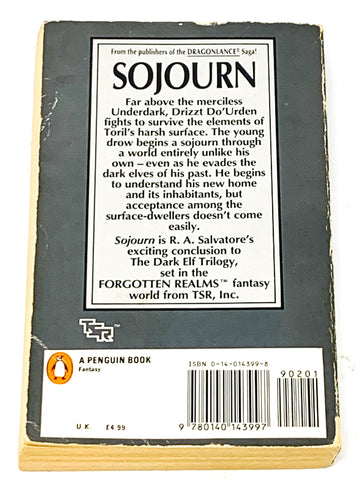 From the publishers of the DRAGONLANCE® Saga!
SOJOURN
Far above the merciless
Underdark, Drizzt Do'Urden
fights to survive the elements of
Toril's harsh surface. The young
drow begins a sojourn through
a world entirely unlike his
own – even as he evades the
dark elves of his past. He begins
to understand his new home
and its inhabitants, but
acceptance among the
surface-dwellers doesn't come
easily.
Sojourn is R. A. Salvatore's
exciting conclusion to
The Dark Elf Trilogy,
set in the
FORGOTTEN REALMS™ fantasy
world from TSR, Inc.
TSR™
A PENGUIN BOOK
Fantasy
U.K. £4.99
ISBN 0-14-014399-8
90201
9 780140 143997